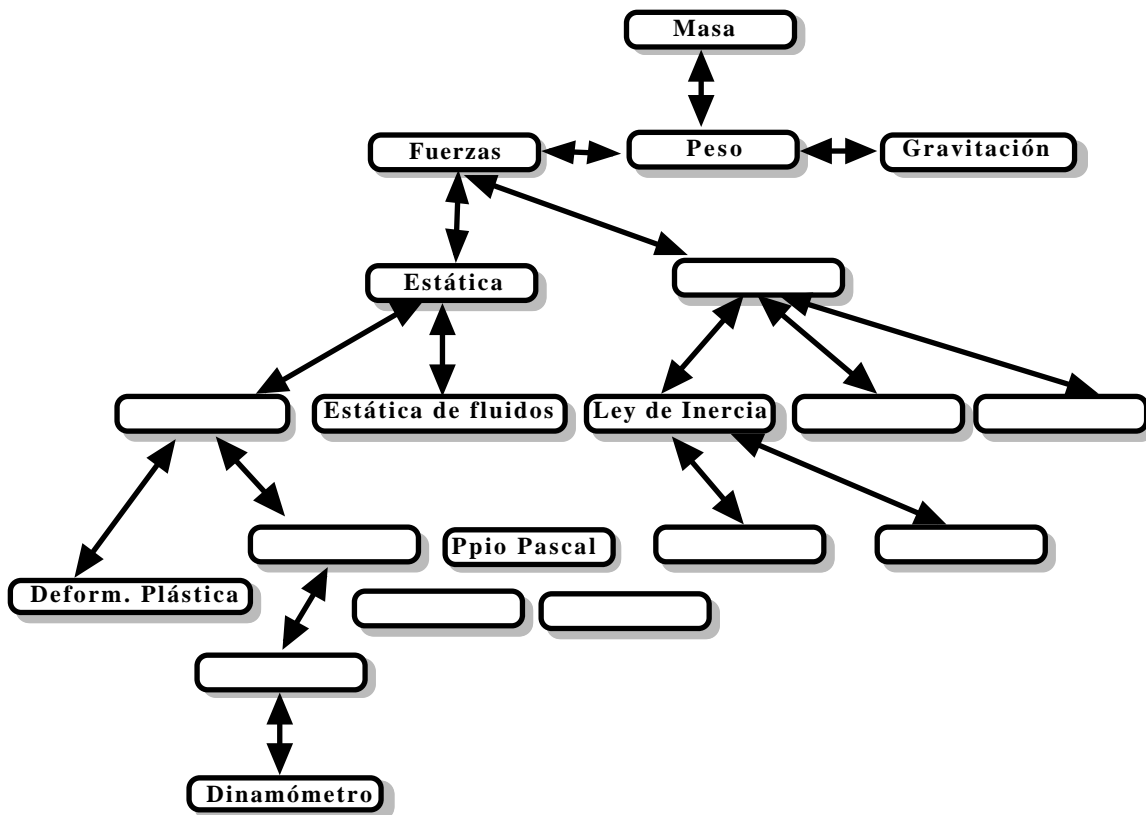 Masa
Fuerzas
Peso
Gravitación
Estática
Estática de fluidos
Ley de Inercia
Ppio Pascal
Deform. Plástica
Dinamómetro